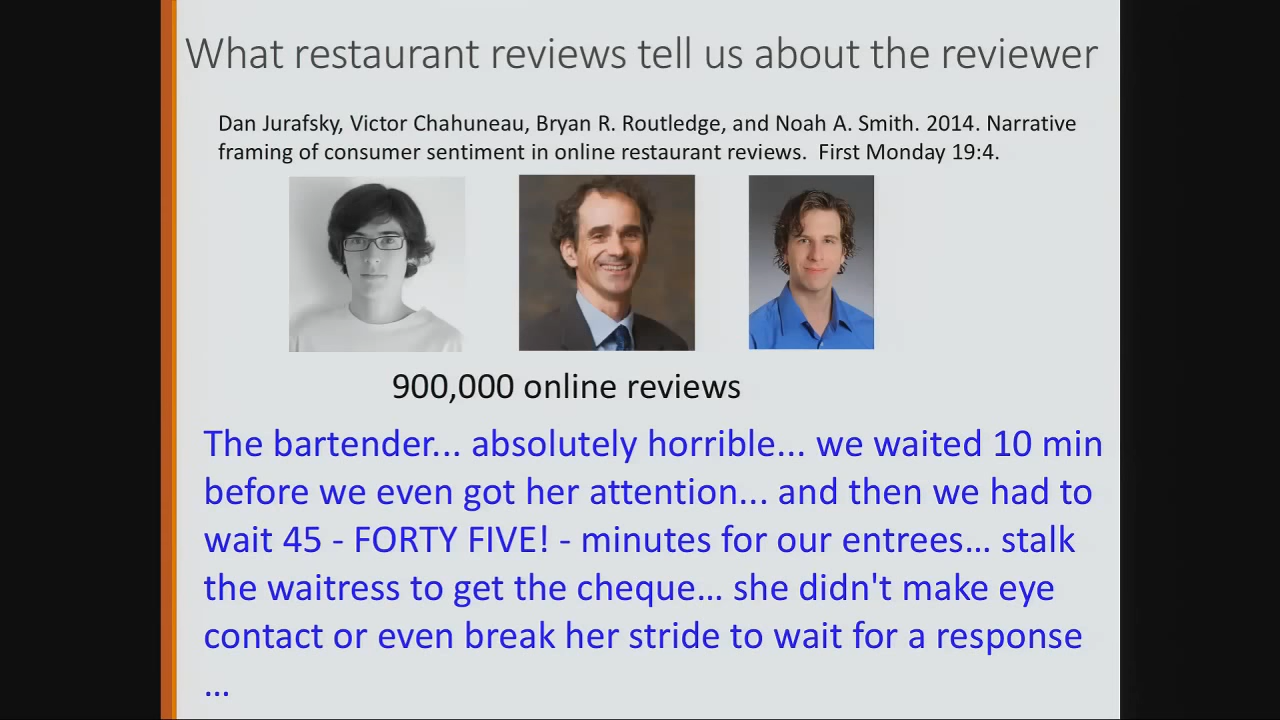 What restaurant reviews tell us about the reviewer
Dan Jurafsky, Victor Chahuneau, Bryan R. Routledge, and Noah A. Smith. 2014. Narrative
framing of consumer sentiment in online restaurant reviews.  First Monday 19:4.
900,000 online reviews
The bartender... absolutely horrible... we waited 10 min
before we even got her attention... and then we had to
wait 45 - FORTY FIVE! - minutes for our entrees... stalk
the waitress to get the cheque... she didn't make eye
contact or even break her stride to wait for a response
...